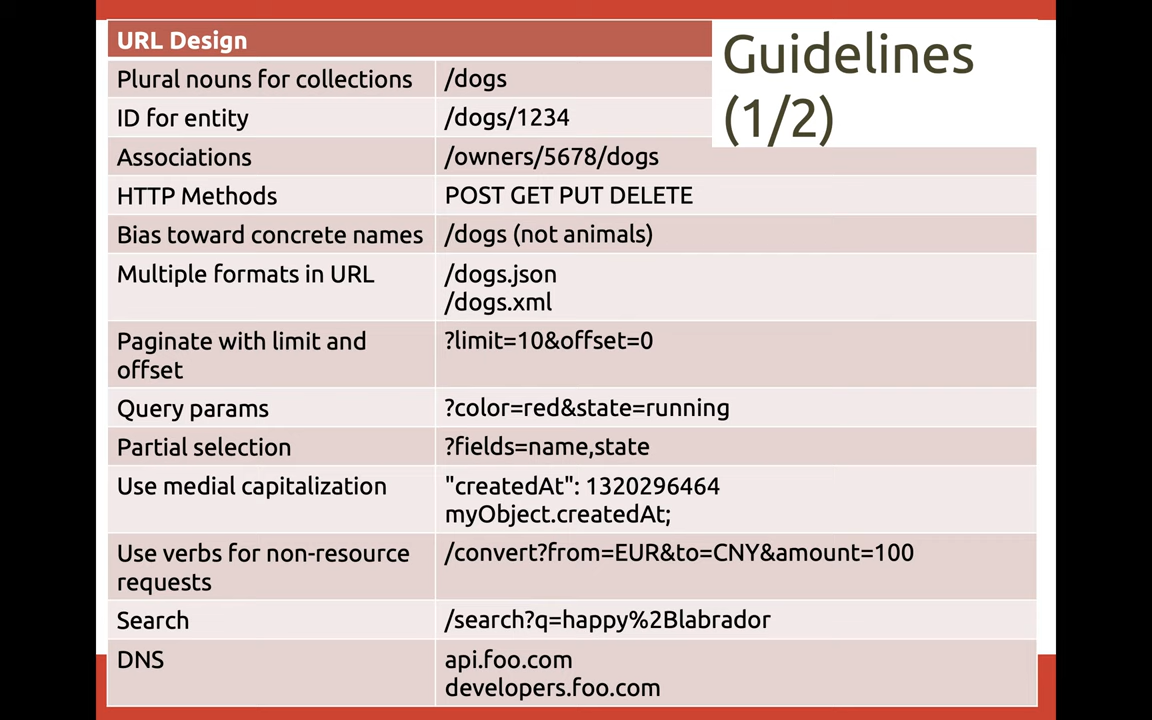 URL Design
Guidelines
(1/2)
Plural nouns for collections /dogs
ID for entity /dogs/1234
Associations /owners/5678/dogs
HTTP Methods POST GET PUT DELETE
Bias toward concrete names /dogs (not animals)
Multiple formats in URL /dogs.json
/dogs.xml
Paginate with limit and ?limit=10&offset=0
offset
Query params ?color=red&state=running
Partial selection ?fields=name,state
Use medial capitalization "createdAt": 1320296464
myObject.createdAt;
Use verbs for non-resource /convert?from=EUR&to=CNY&amount=100
requests
Search /search?q=happy%2Blabrador
DNS api.foo.com
developers.foo.com